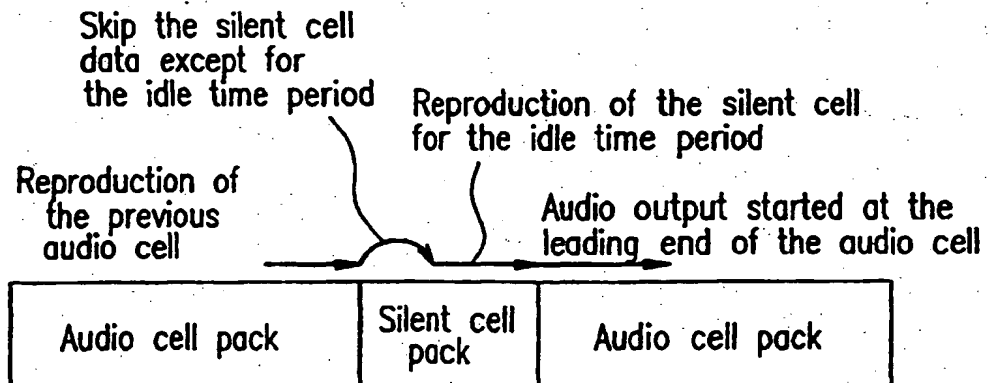 Skip the silent cell
data except for
the idle time period
Reproduction of the silent cell
for the idle time period
Reproduction of
the previous
audio cell
Audio output started at the
leading end of the audio cell
Audio cell pack
Silent cell
pack
Audio cell pack